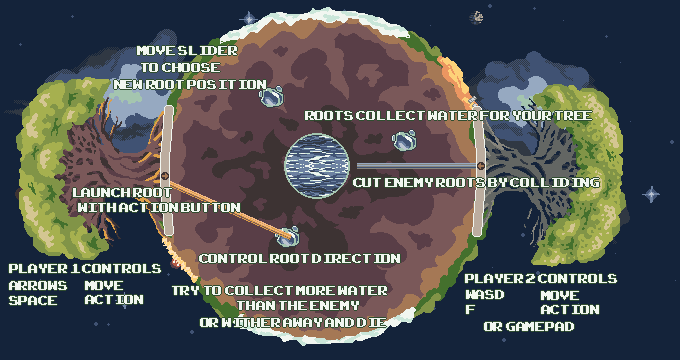 MOVE SLIDER
TO CHOOSE
NEW ROOT POSITION
ROOTS COLLECT WATER FOR YOUR TREE
CUT ENEMY ROOTS BY COLLIDING
LAUNCH ROOT
WITH ACTION BUTTON
CONTROL ROOT DIRECTION
TRY TO COLLECT MORE WATER
THAN THE ENEMY
OR WITHER AWAY AND DIE
PLAYER 1 CONTROLS
ARROWS MOVE
SPACE ACTION
PLAYER 2 CONTROLS
WASD MOVE
F ACTION
OR GAMEPAD